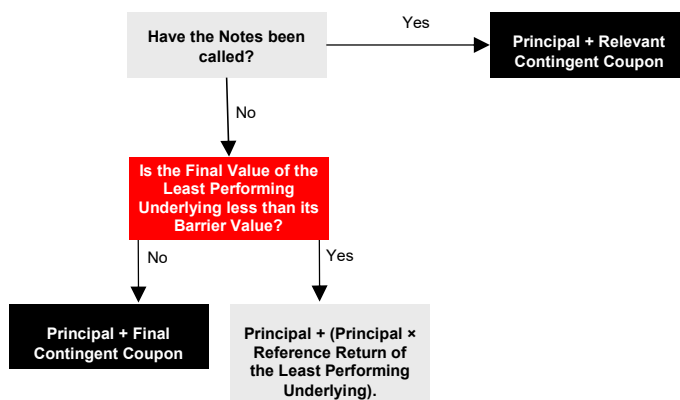 Have the Notes been
called?
Yes
Principal + Relevant
Contingent Coupon
No
Is the Final Value of the
Least Performing
Underlying less than its
Barrier Value?
No
Yes
Principal + Final
Contingent Coupon
Principal + (Principal ×
Reference Return of
the Least Performing
Underlying).